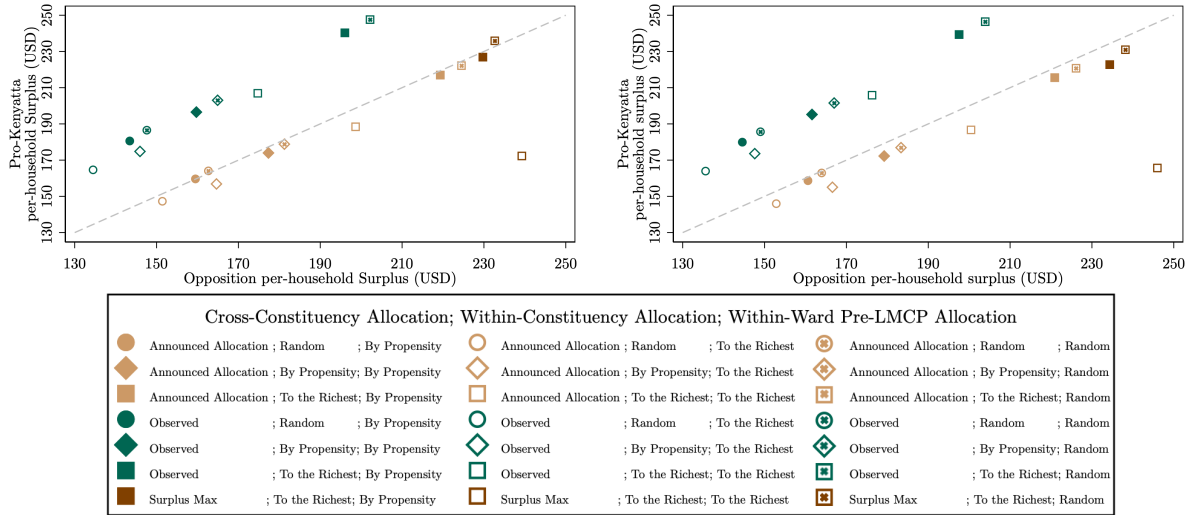 Pro-Kenyatta
per-household Surplus (USD)
250
230
210
190
170
150
130
130 150 170 190 210 230 250
Opposition per-household Surplus (USD)
Pro-Kenyatta
per-household surplus (USD)
250
230
210
190
170
150
130
130 150 170 190 210 230 250
Opposition per-household surplus (USD)
Cross-Constituency Allocation; Within-Constituency Allocation; Within-Ward Pre-LMCP Allocation
Announced Allocation ; Random ; By Propensity Announced Allocation ; Random ; To the Richest Announced Allocation ; Random ; Random
Announced Allocation ; By Propensity; By Propensity Announced Allocation ; By Propensity; To the Richest Announced Allocation ; By Propensity; Random
Announced Allocation ; To the Richest; By Propensity Announced Allocation ; To the Richest; To the Richest Announced Allocation ; To the Richest; Random
Observed ; Random ; By Propensity Observed ; Random ; To the Richest Observed ; Random ; Random
Observed ; By Propensity; By Propensity Observed ; By Propensity; To the Richest Observed ; By Propensity; Random
Observed ; To the Richest; By Propensity Observed ; To the Richest; To the Richest Observed ; To the Richest; Random
Surplus Max ; To the Richest; By Propensity Surplus Max ; To the Richest; To the Richest Surplus Max ; To the Richest; Random